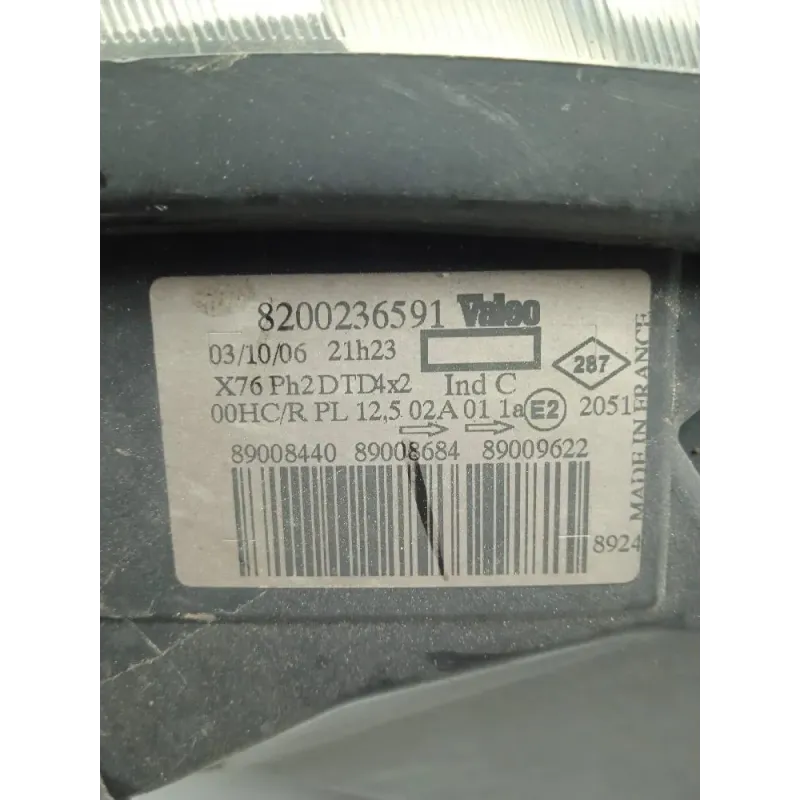 8200236591 Valeo
03/10/06 21h23
287
X76 Ph2 DTD4x2 Ind C
00HC/R PL 12,5 02A 01 1a E2 2051
89008440 89008684 89009622
8924
MADE IN FRANCE